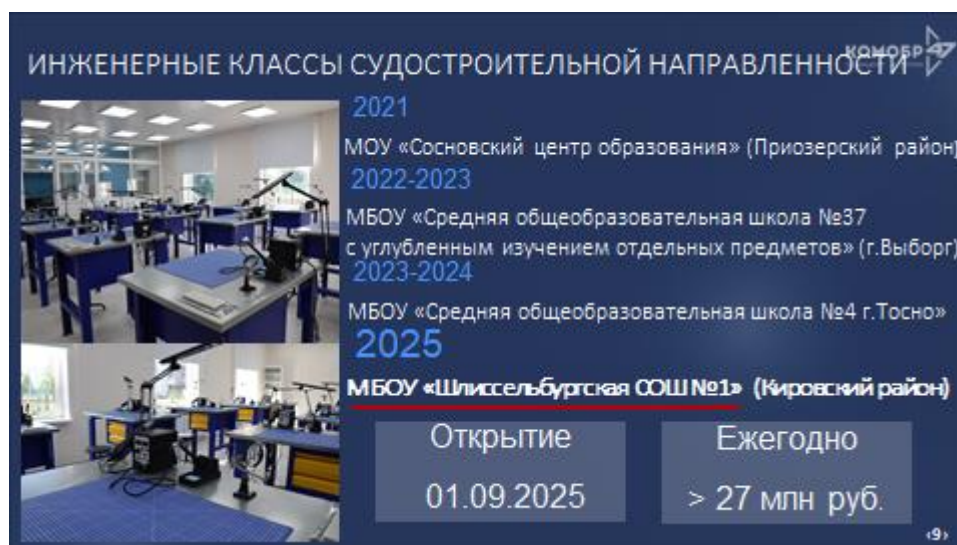 КОМОБР 47
ИНЖЕНЕРНЫЕ КЛАССЫ СУДОСТРОИТЕЛЬНОЙ НАПРАВЛЕННОСТИ
2021
МОУ «Сосновский центр образования» (Приозерский район)
2022-2023
МБОУ «Средняя общеобразовательная школа №37
с углубленным изучением отдельных предметов» (г.Выборг)
2023-2024
МБОУ «Средняя общеобразовательная школа №4 г.Тосно»
2025
МБОУ «Шлиссельбургская СОШ №1» (Кировский район)
Открытие
01.09.2025
Ежегодно
> 27 млн руб.
‹9›